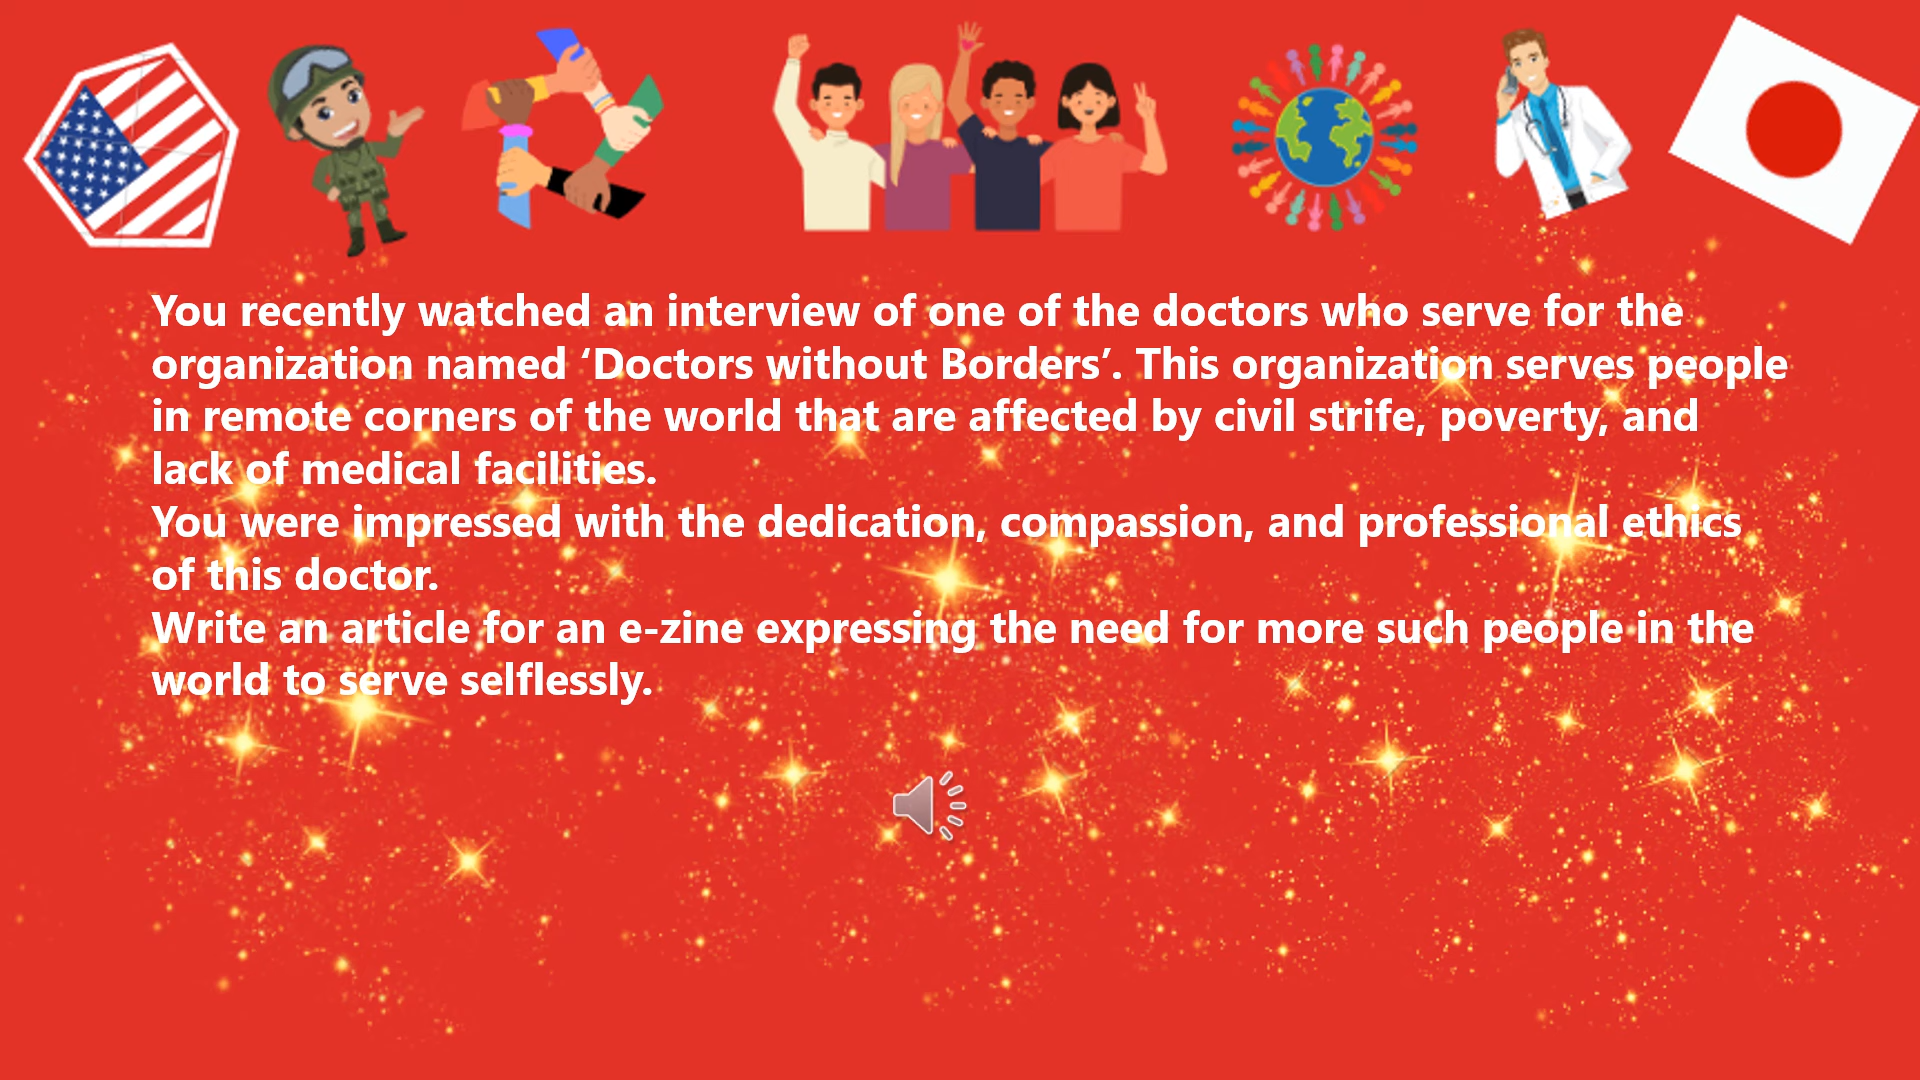 You recently watched an interview of one of the doctors who serve for the
organization named ‘Doctors without Borders’. This organization serves people
in remote corners of the world that are affected by civil strife, poverty, and
lack of medical facilities.
You were impressed with the dedication, compassion, and professional ethics
of this doctor.
Write an article for an e-zine expressing the need for more such people in the
world to serve selflessly.